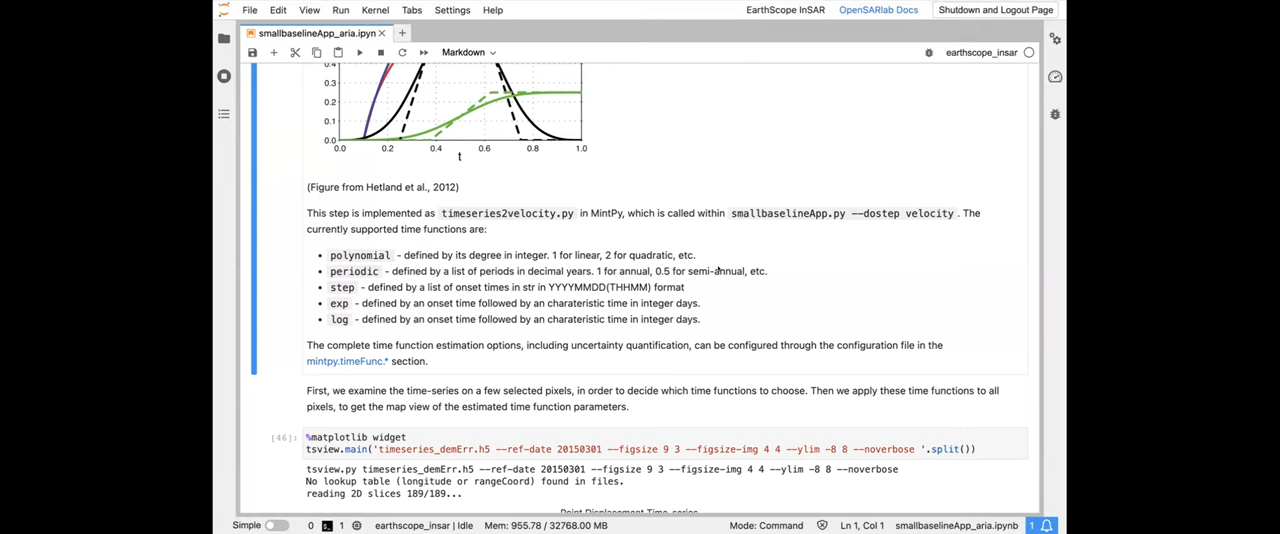 File Edit View Run Kernel Tabs Settings Help EarthScope InSAR OpenSARlab Docs Shutdown and Logout Page
smallbaselineApp_aria.ipyn
Markdown earthscope_insar
0.4
0.3
0.2
0.1
0.0
0.0 0.2 0.4 0.6 0.8 1.0
t
(Figure from Hetland et al., 2012)
This step is implemented as timeseries2velocity.py in MintPy, which is called within smallbaselineApp.py --dostep velocity. The
currently supported time functions are:
• polynomial - defined by its degree in integer. 1 for linear, 2 for quadratic, etc.
• periodic - defined by a list of periods in decimal years. 1 for annual, 0.5 for semi-annual, etc.
• step - defined by a list of onset times in str in YYYYMMDD(THHMM) format
• exp - defined by an onset time followed by an charateristic time in integer days.
• log - defined by an onset time followed by an charateristic time in integer days.
The complete time function estimation options, including uncertainty quantification, can be configured through the configuration file in the
mintpy.timeFunc.* section.
First, we examine the time-series on a few selected pixels, in order to decide which time functions to choose. Then we apply these time functions to all
pixels, to get the map view of the estimated time function parameters.
[46]: %matplotlib widget
tsview.main('timeseries_demErr.h5 --ref-date 20150301 --figsize 9 3 --figsize-img 4 4 --ylim -8 8 --noverbose '.split())
tsview.py timeseries_demErr.h5 --ref-date 20150301 --figsize 9 3 --figsize-img 4 4 --ylim -8 8 --noverbose
No lookup table (longitude or rangeCoord) found in files.
reading 2D slices 189/189...
Point Displacement Time-series
Simple 0 1 earthscope_insar | Idle Mem: 955.78 / 32768.00 MB Mode: Command Ln 1, Col 1 smallbaselineApp_aria.ipynb 1